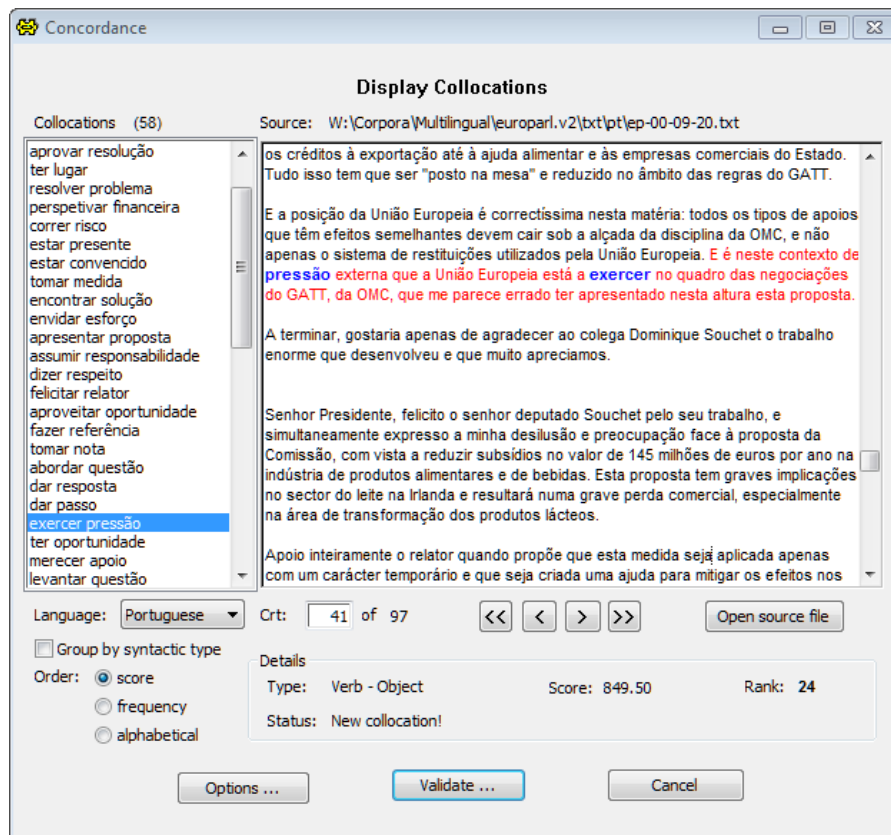 Concordance
Display Collocations
Collocations (58)
Source: W:\Corpora\Multilingual\europarl.v2\txt\pt\ep-00-09-20.txt
aprovar resolução
ter lugar
resolver problema
perspetivar financeira
correr risco
estar presente
estar convencido
tomar medida
encontrar solução
envidar esforço
apresentar proposta
assumir responsabilidade
dizer respeito
felicitar relator
aproveitar oportunidade
fazer referência
tomar nota
abordar questão
dar resposta
dar passo
exercer pressão
ter oportunidade
merecer apoio
levantar questão
os créditos à exportação até à ajuda alimentar e às empresas comerciais do Estado.
Tudo isso tem que ser "posto na mesa" e reduzido no âmbito das regras do GATT.
E a posição da União Europeia é correctíssima nesta matéria: todos os tipos de apoios
que têm efeitos semelhantes devem cair sob a alçada da disciplina da OMC, e não
apenas o sistema de restituições utilizados pela União Europeia. E é neste contexto de
pressão externa que a União Europeia está a exercer no quadro das negociações
do GATT, da OMC, que me parece errado ter apresentado nesta altura esta proposta.
A terminar, gostaria apenas de agradecer ao colega Dominique Souchet o trabalho
enorme que desenvolveu e que muito apreciamos.
Senhor Presidente, felicito o senhor deputado Souchet pelo seu trabalho, e
simultaneamente expresso a minha desilusão e preocupação face à proposta da
Comissão, com vista a reduzir subsídios no valor de 145 milhões de euros por ano na
indústria de produtos alimentares e de bebidas. Esta proposta tem graves implicações
no sector do leite na Irlanda e resultará numa grave perda comercial, especialmente
na área de transformação dos produtos lácteos.
Apoio inteiramente o relator quando propõe que esta medida seja aplicada apenas
com um carácter temporário e que seja criada uma ajuda para mitigar os efeitos nos
Language: Portuguese
Crt: 41 of 97
<< < > >>
Open source file
Group by syntactic type
Order: score
frequency
alphabetical
Details
Type: Verb - Object
Score: 849.50
Rank: 24
Status: New collocation!
Options ...
Validate ...
Cancel